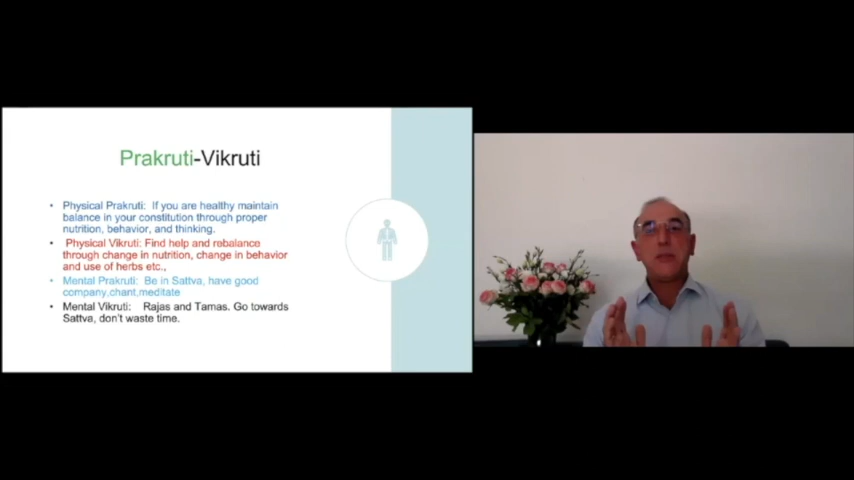 Prakruti-Vikruti
• Physical Prakruti: If you are healthy maintain
balance in your constitution through proper
nutrition, behavior, and thinking.
• Physical Vikruti: Find help and rebalance
through change in nutrition, change in behavior
and use of herbs etc.,
• Mental Prakruti: Be in Sattva, have good
company,chant,meditate
• Mental Vikruti: Rajas and Tamas. Go towards
Sattva, don't waste time.